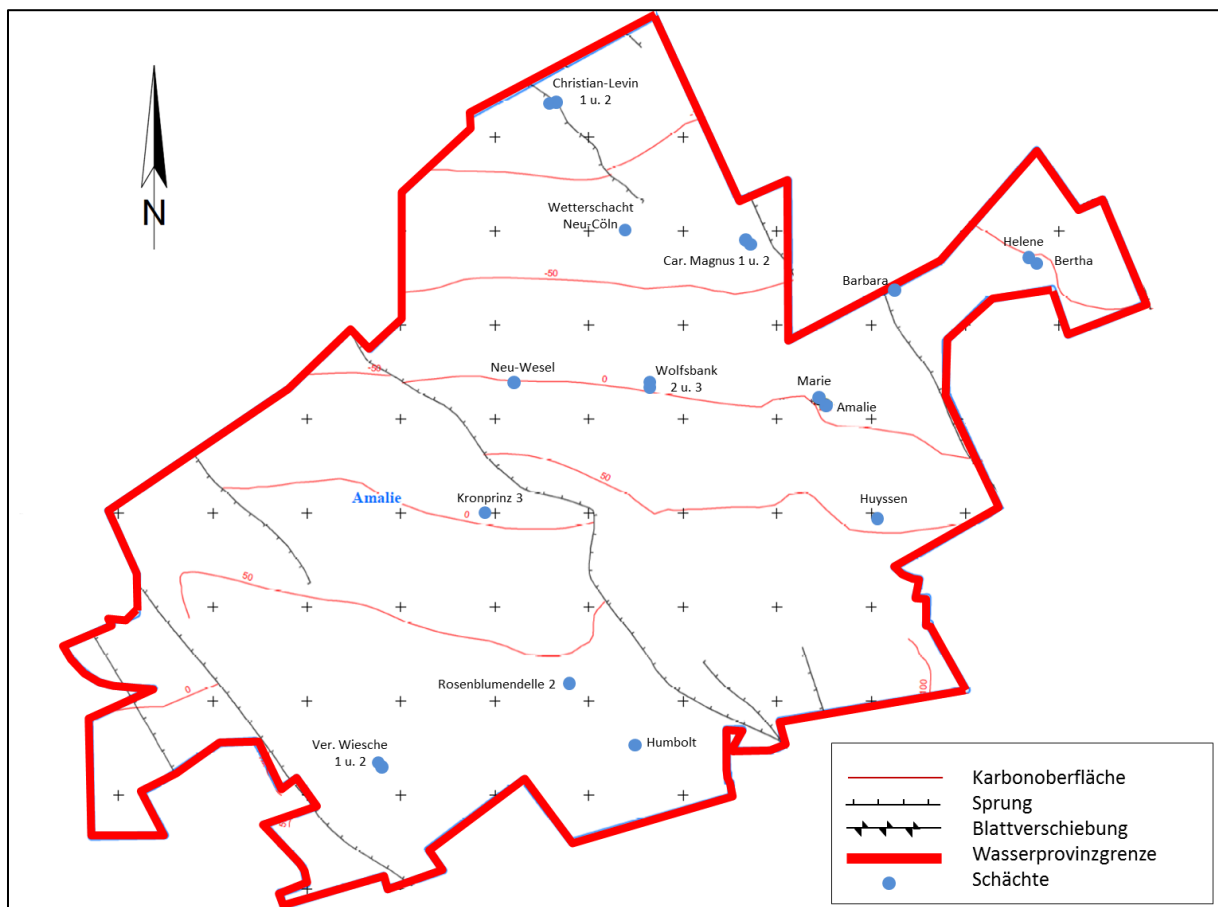 Christian-Levin
1 u. 2
N
Wetterschacht
Neu-Cöln
Car. Magnus 1 u. 2
Helene
Bertha
Barbara
-50
-50
Neu-Wesel
0
Wolfsbank
2 u. 3
Marie
Amalie
50
Amalie
Kronprinz 3
0
Huyssen
50
0
100
Rosenblumendelle 2
Humbolt
Ver. Wiesche
1 u. 2
Karbonoberfläche
Sprung
Blattverschiebung
Wasserprovinzgrenze
Schächte